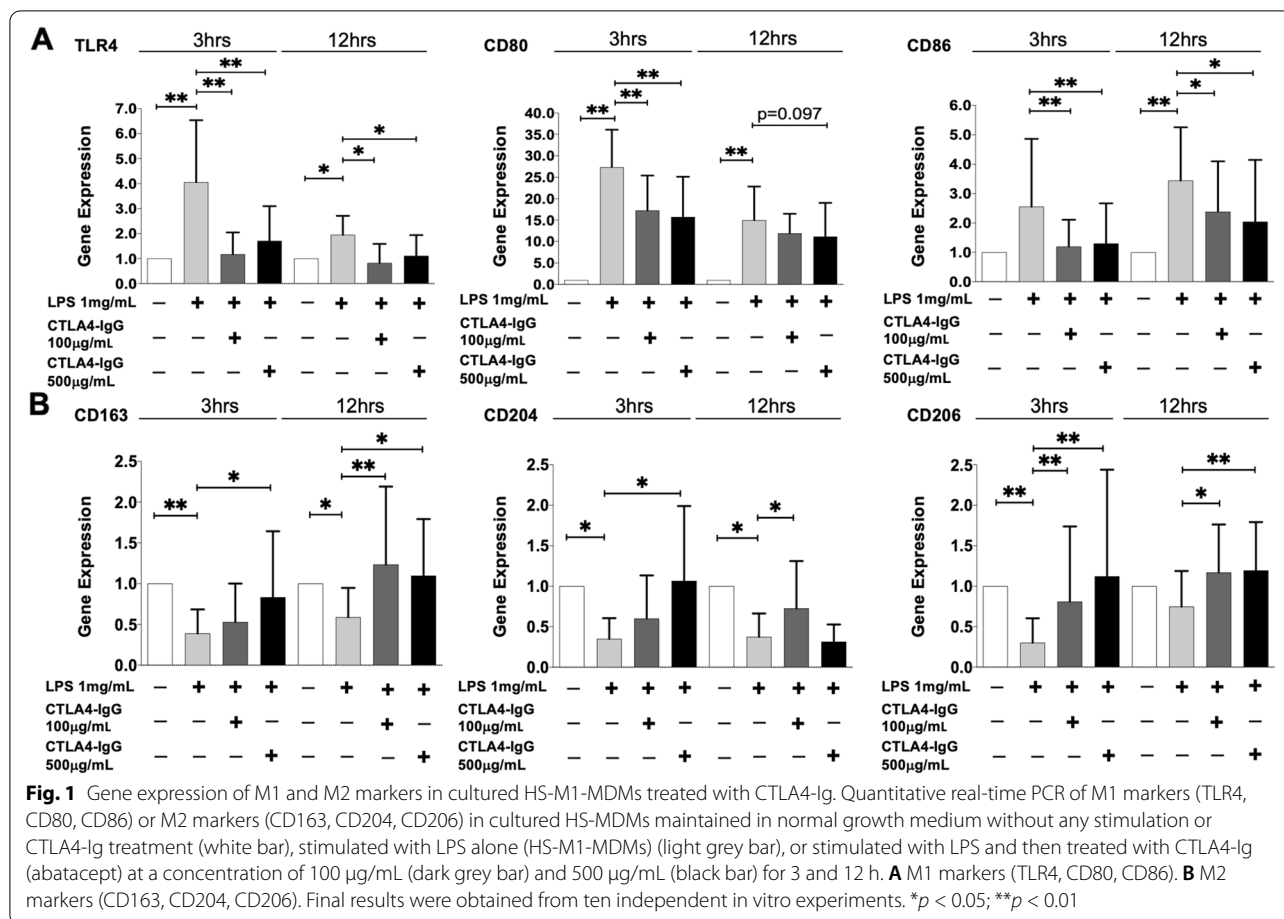 A
TLR4 3hrs 12hrs
** ** ** * * *
7.0
6.0
5.0
4.0
3.0
2.0
1.0
0.0
Gene Expression
LPS 1mg/mL − + + + − + + +
CTLA4-IgG
100µg/mL − − + − − − + −
CTLA4-IgG
500µg/mL − − − + − − − +
CD80 3hrs 12hrs
** ** ** ** p=0.097
40.0
35.0
30.0
25.0
20.0
15.0
10.0
5.0
0.0
Gene Expression
LPS 1mg/mL − + + + − + + +
CTLA4-IgG
100µg/mL − − + − − − + −
CTLA4-IgG
500µg/mL − − − + − − − +
CD86 3hrs 12hrs
** ** ** * *
6.0
5.0
4.0
3.0
2.0
1.0
0.0
Gene Expression
LPS 1mg/mL − + + + − + + +
CTLA4-IgG
100µg/mL − − + − − − + −
CTLA4-IgG
500µg/mL − − − + − − − +
B
CD163 3hrs 12hrs
** * * ** *
2.5
2.0
1.5
1.0
0.5
0.0
Gene Expression
LPS 1mg/mL − + + + − + + +
CTLA4-IgG
100µg/mL − − + − − − + −
CTLA4-IgG
500µg/mL − − − + − − − +
CD204 3hrs 12hrs
* * * *
2.5
2.0
1.5
1.0
0.5
0.0
Gene Expression
LPS 1mg/mL − + + + − + + +
CTLA4-IgG
100µg/mL − − + − − − + −
CTLA4-IgG
500µg/mL − − − + − − − +
CD206 3hrs 12hrs
** ** ** * **
2.5
2.0
1.5
1.0
0.5
0.0
Gene Expression
LPS 1mg/mL − + + + − + + +
CTLA4-IgG
100µg/mL − − + − − − + −
CTLA4-IgG
500µg/mL − − − + − − − +
Fig. 1 Gene expression of M1 and M2 markers in cultured HS-M1-MDMs treated with CTLA4-Ig. Quantitative real-time PCR of M1 markers (TLR4,
CD80, CD86) or M2 markers (CD163, CD204, CD206) in cultured HS-MDMs maintained in normal growth medium without any stimulation or
CTLA4-Ig treatment (white bar), stimulated with LPS alone (HS-M1-MDMs) (light grey bar), or stimulated with LPS and then treated with CTLA4-Ig
(abatacept) at a concentration of 100 µg/mL (dark grey bar) and 500 µg/mL (black bar) for 3 and 12 h. A M1 markers (TLR4, CD80, CD86). B M2
markers (CD163, CD204, CD206). Final results were obtained from ten independent in vitro experiments. *p < 0.05; **p < 0.01